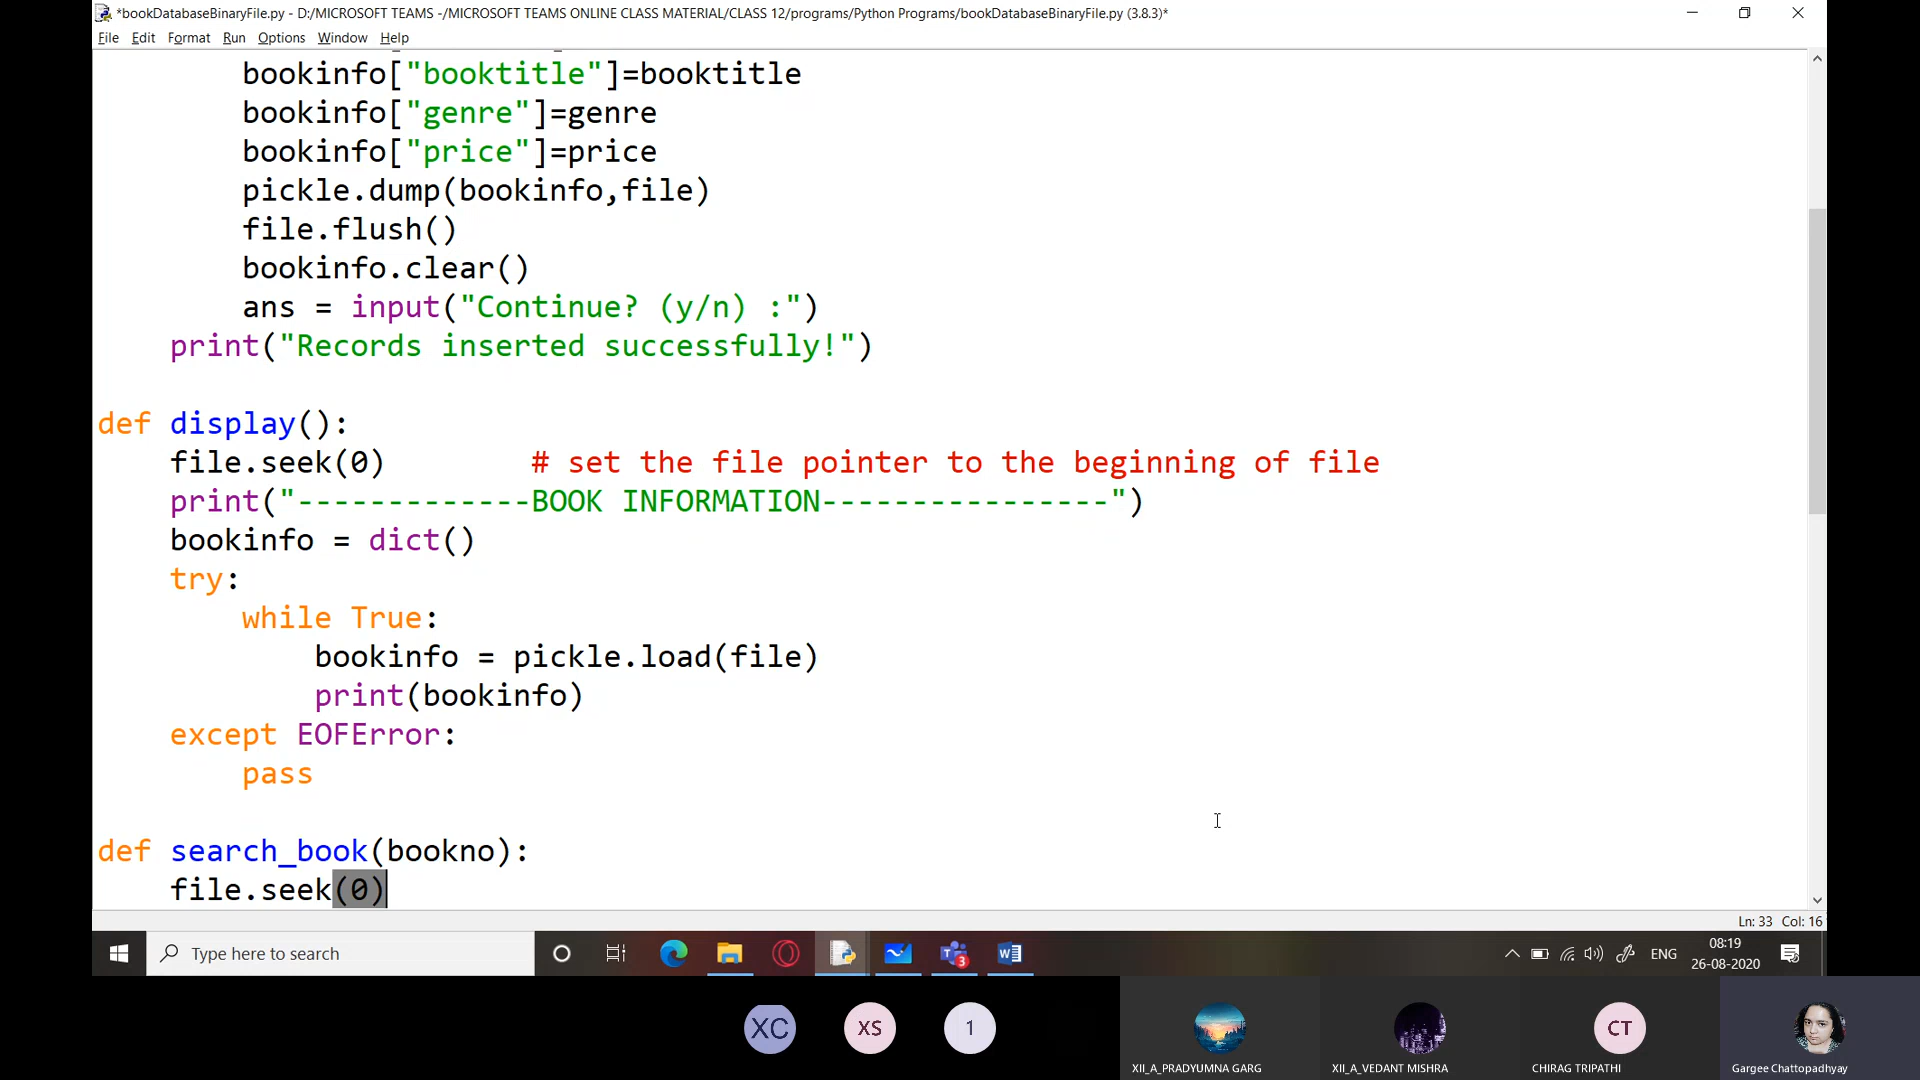 *bookDatabaseBinaryFile.py - D:/MICROSOFT TEAMS -/MICROSOFT TEAMS ONLINE CLASS MATERIAL/CLASS 12/programs/Python Programs/bookDatabaseBinaryFile.py (3.8.3)*
File Edit Format Run Options Window Help
bookinfo["booktitle"]=booktitle
bookinfo["genre"]=genre
bookinfo["price"]=price
pickle.dump(bookinfo,file)
file.flush()
bookinfo.clear()
ans = input("Continue? (y/n) :")
print("Records inserted successfully!")
def display():
file.seek(0) # set the file pointer to the beginning of file
print("-------------BOOK INFORMATION----------------")
bookinfo = dict()
try:
while True:
bookinfo = pickle.load(file)
print(bookinfo)
except EOFError:
pass
def search_book(bookno):
file.seek(0)
Ln: 33 Col: 16
Type here to search
3
W
ENG
08:19
26-08-2020
XC
XS
1
CT
XII_A_PRADYUMNA GARG
XII_A_VEDANT MISHRA
CHIRAG TRIPATHI
Gargee Chattopadhyay